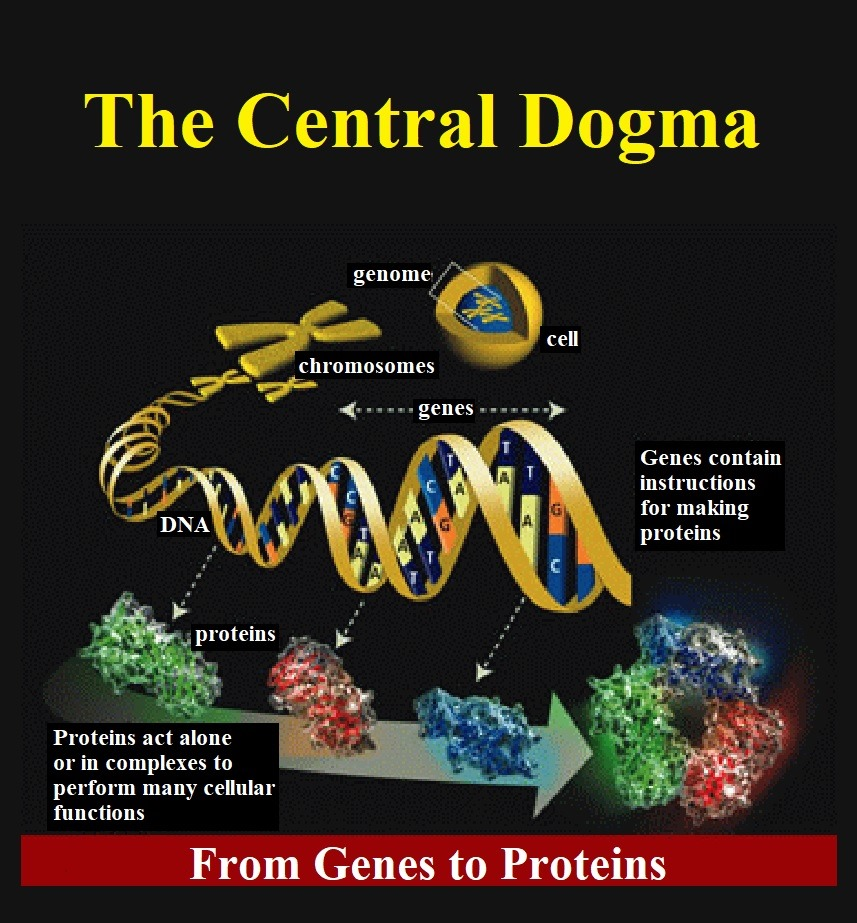 The Central Dogma
genome
cell
chromosomes
genes
Genes contain
instructions
for making
proteins
DNA
C
C
G
T
A
A
A
A
T
C
G
T
A
T
A
T
A
G
C
proteins
Proteins act alone
or in complexes to
perform many cellular
functions
From Genes to Proteins